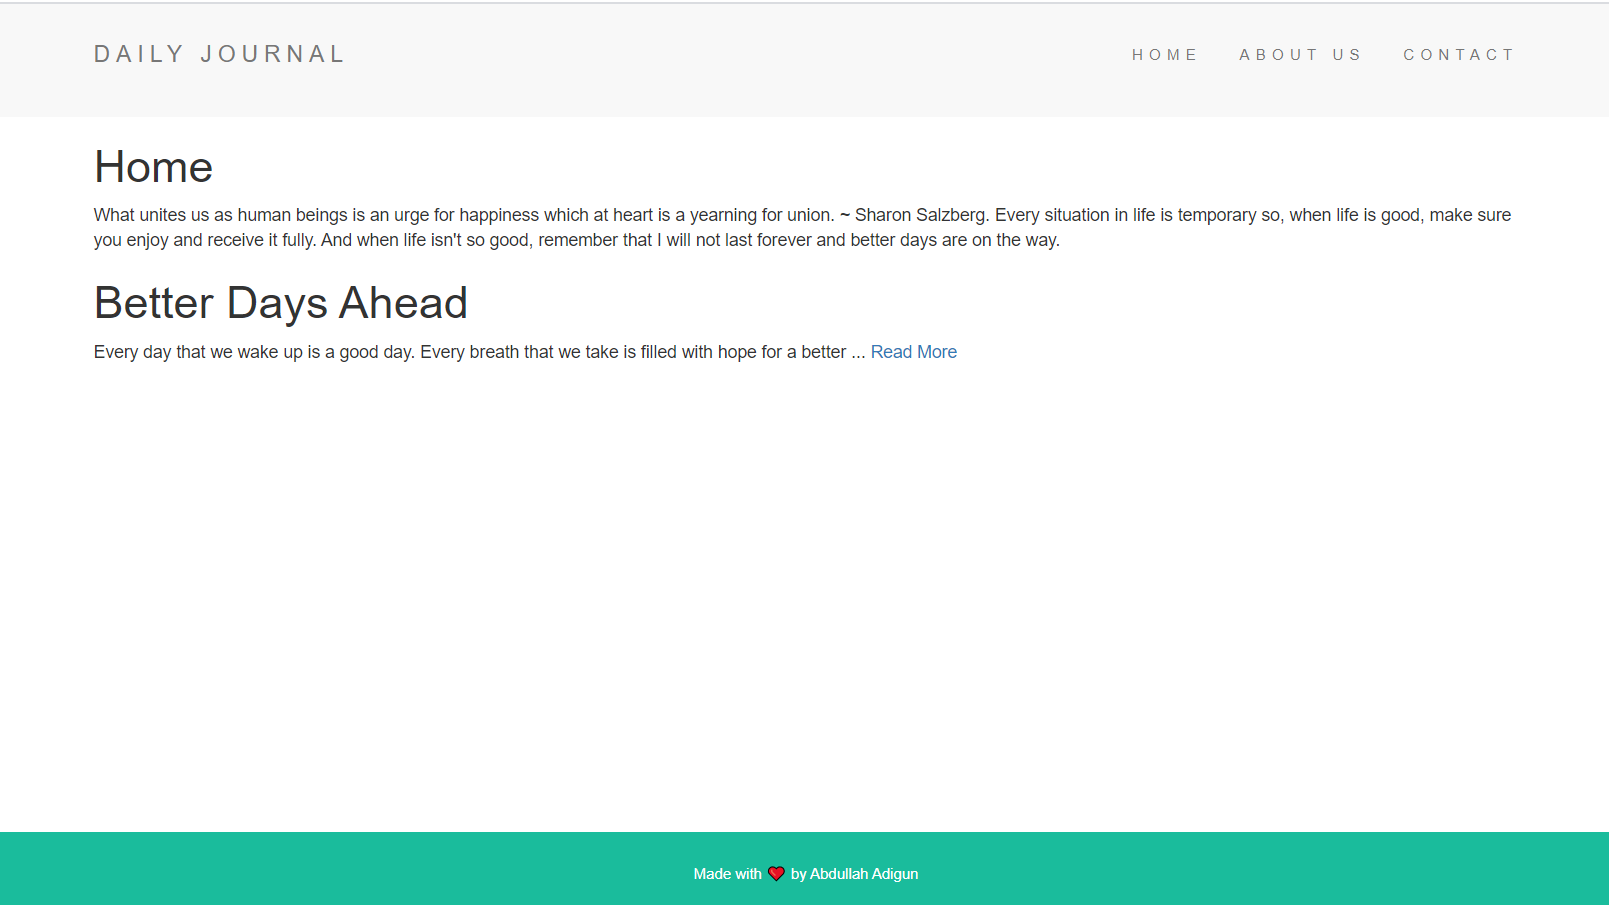 DAILY JOURNAL
HOME ABOUT US CONTACT
Home
What unites us as human beings is an urge for happiness which at heart is a yearning for union. ~ Sharon Salzberg. Every situation in life is temporary so, when life is good, make sure
you enjoy and receive it fully. And when life isn't so good, remember that I will not last forever and better days are on the way.
Better Days Ahead
Every day that we wake up is a good day. Every breath that we take is filled with hope for a better ... Read More
Made with ❤ by Abdullah Adigun